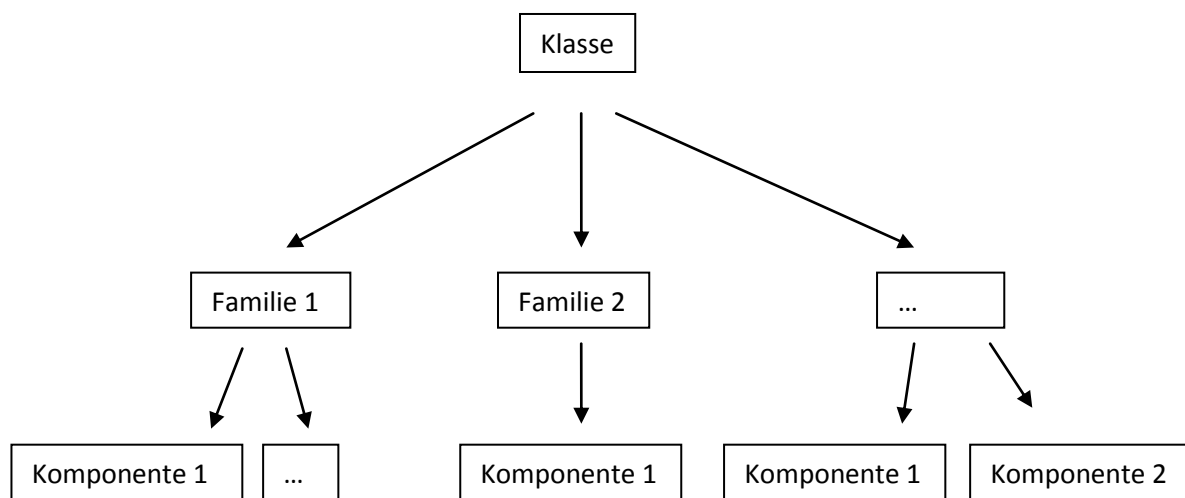 Klasse
Familie 1
Familie 2
...
Komponente 1
...
Komponente 1
Komponente 1
Komponente 2